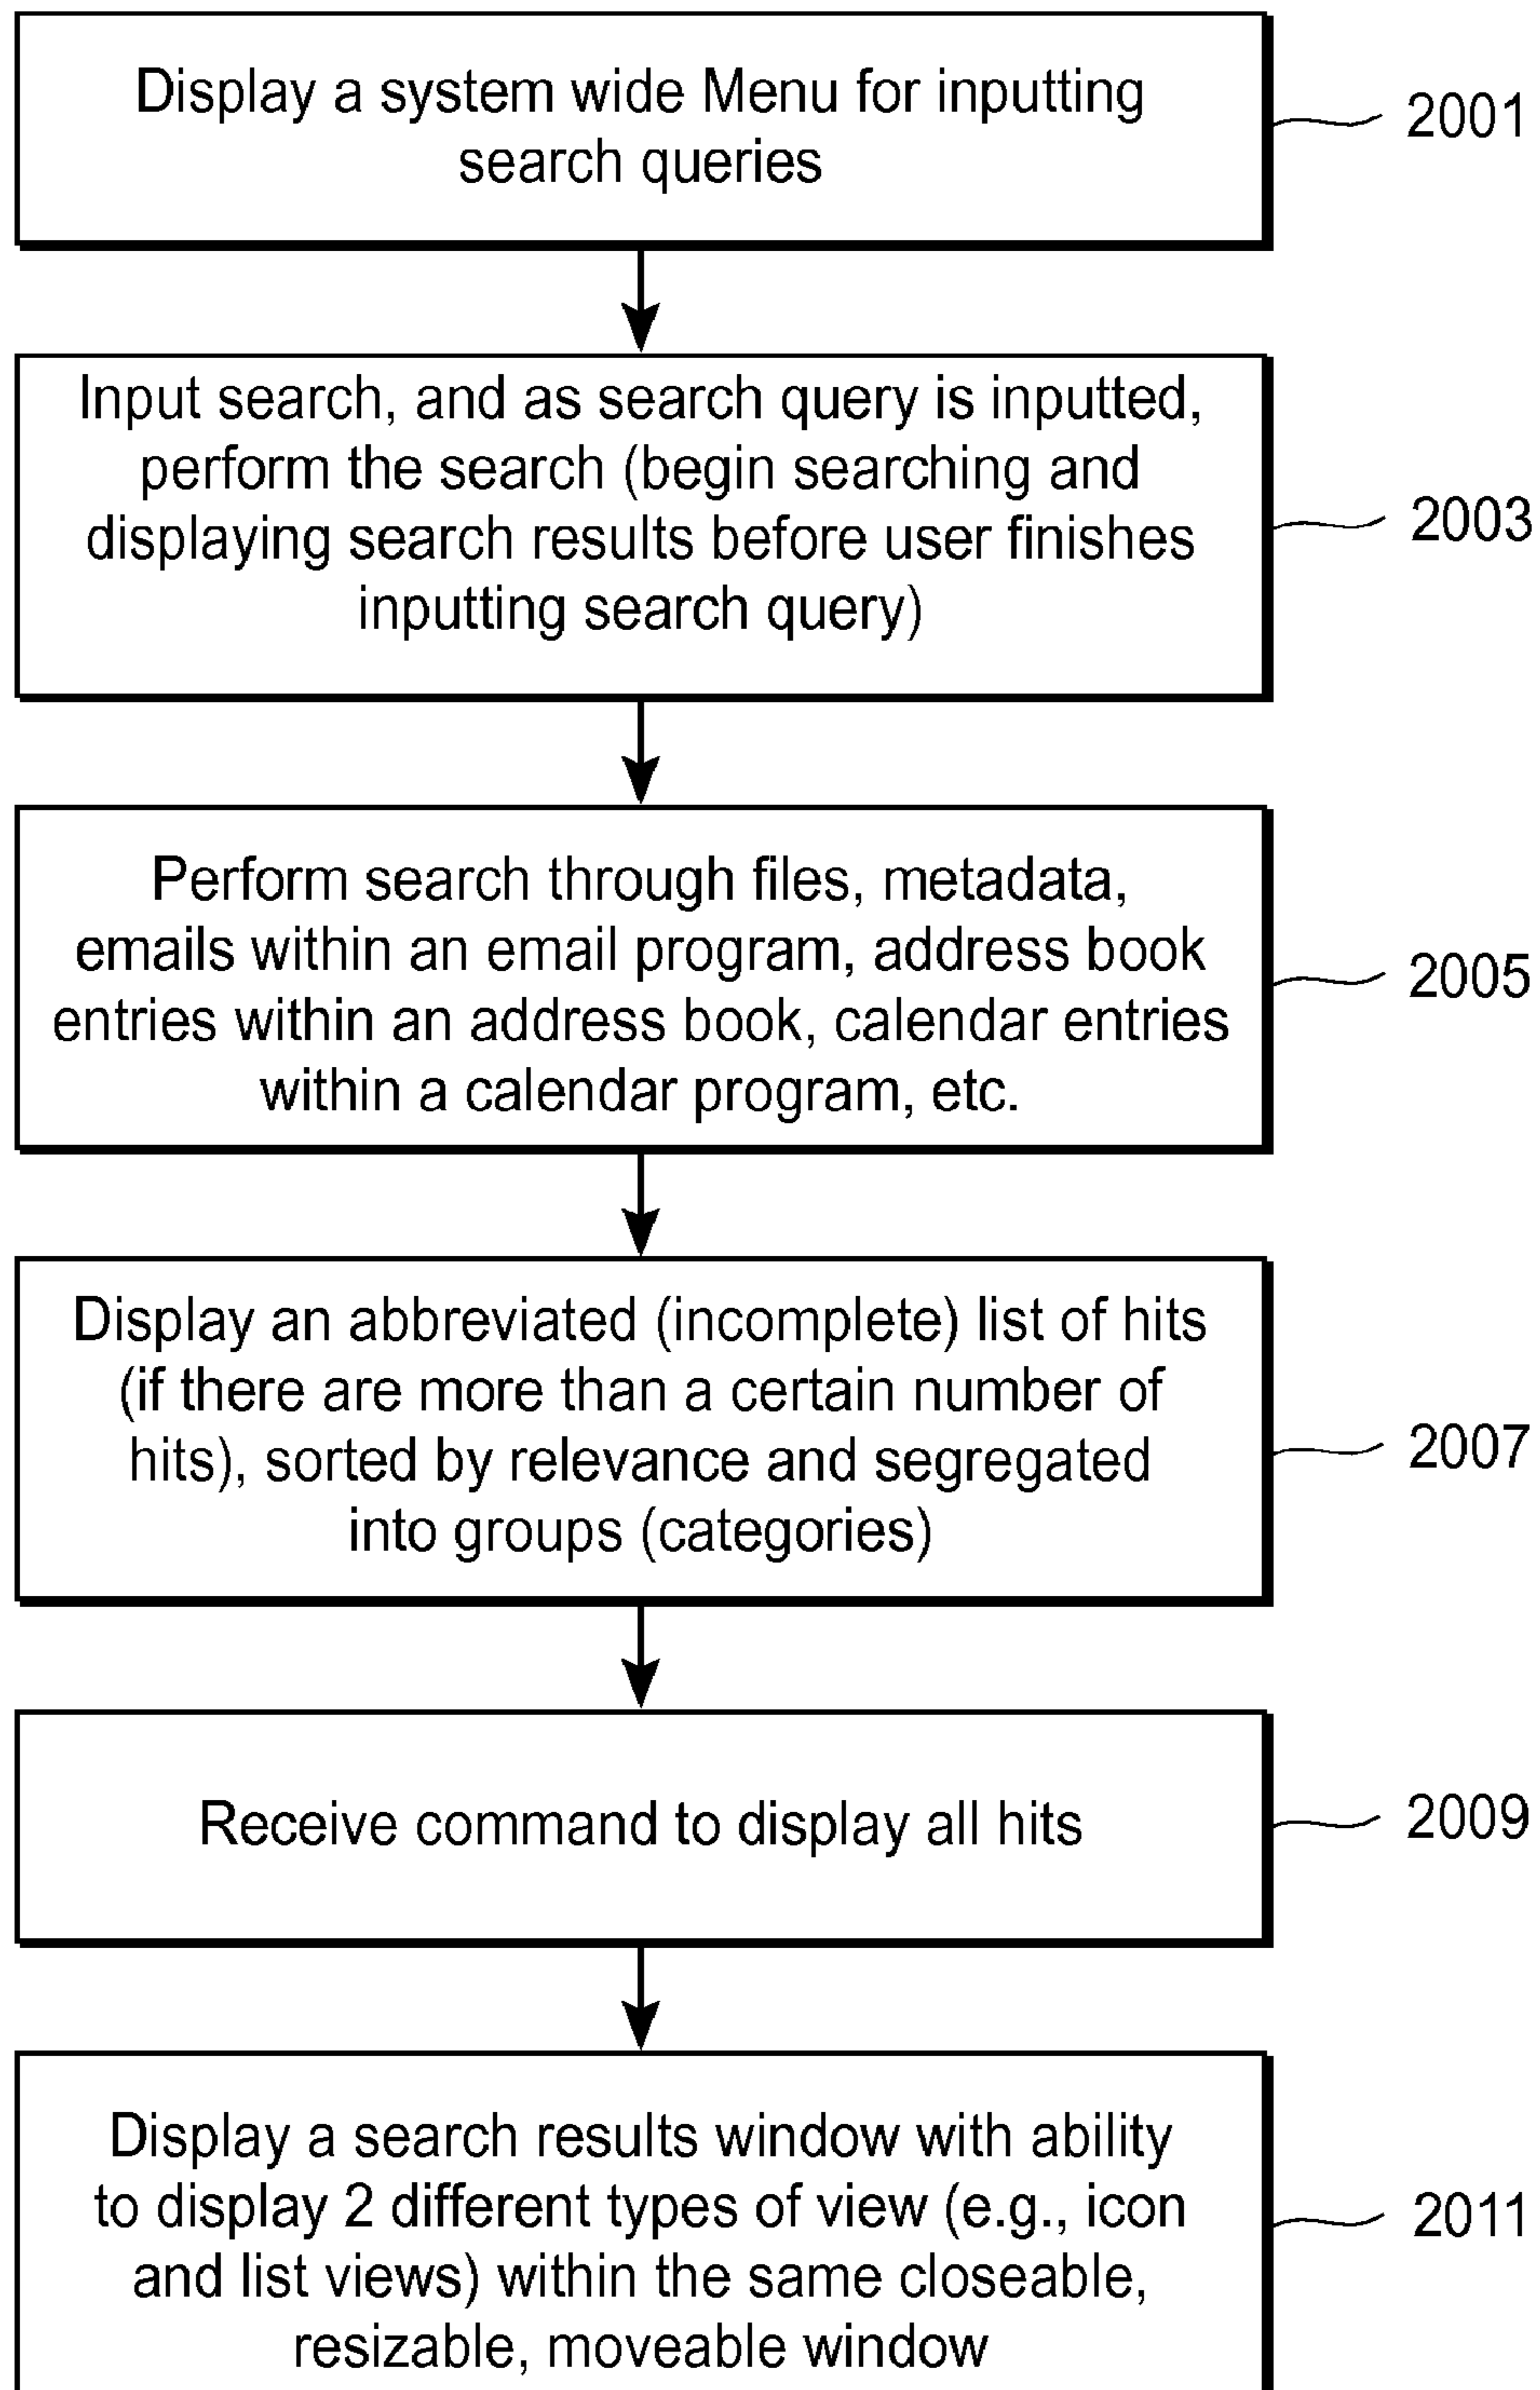 Display a system wide Menu for inputting
search queries
2001
Input search, and as search query is inputted,
perform the search (begin searching and
displaying search results before user finishes
inputting search query)
2003
Perform search through files, metadata,
emails within an email program, address book
entries within an address book, calendar entries
within a calendar program, etc.
2005
Display an abbreviated (incomplete) list of hits
(if there are more than a certain number of
hits), sorted by relevance and segregated
into groups (categories)
2007
Receive command to display all hits
2009
Display a search results window with ability
to display 2 different types of view (e.g., icon
and list views) within the same closeable,
resizable, moveable window
2011